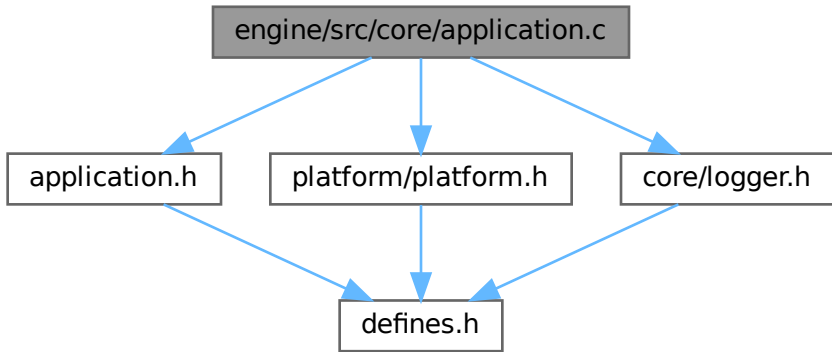 engine/src/core/application.c
application.h
platform/platform.h
core/logger.h
defines.h